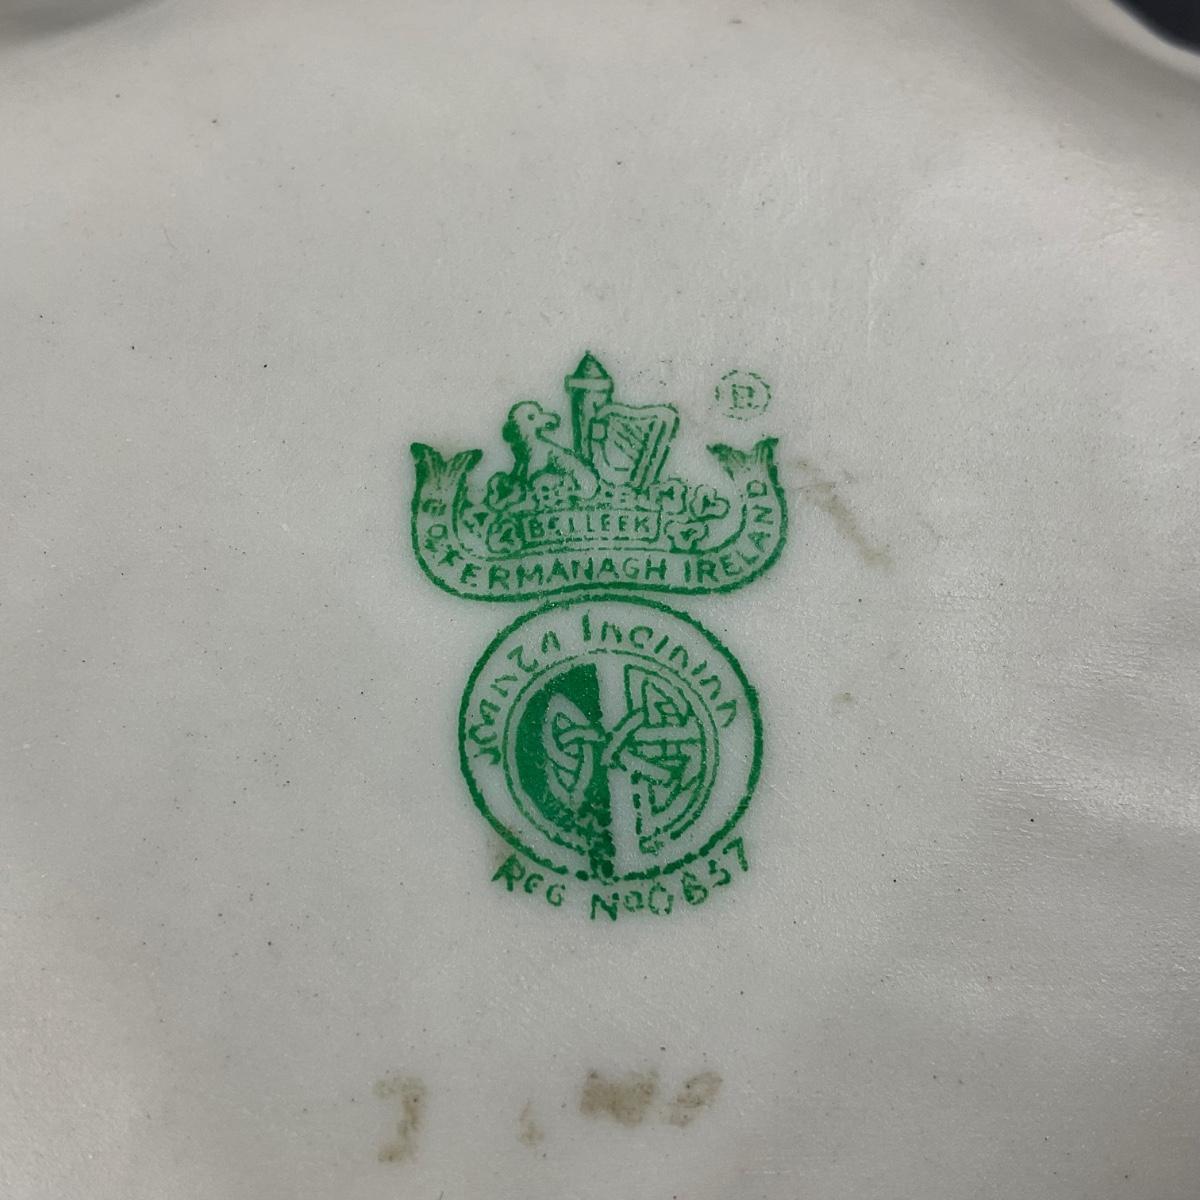 ®
BELLEEK
CO. FERMANAGH IRELAND
Déanta in Éirinn
REG No 0857